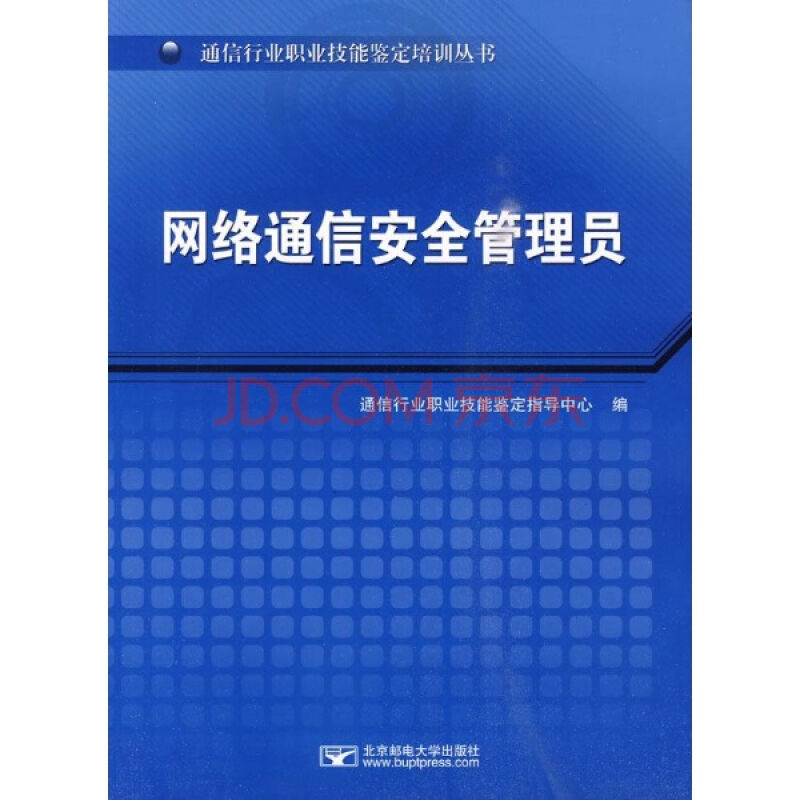 通信行业职业技能鉴定培训丛书
网络通信安全管理员
JD.COM 京东
通信行业职业技能鉴定指导中心 编
北京邮电大学出版社
www.buptpress.com